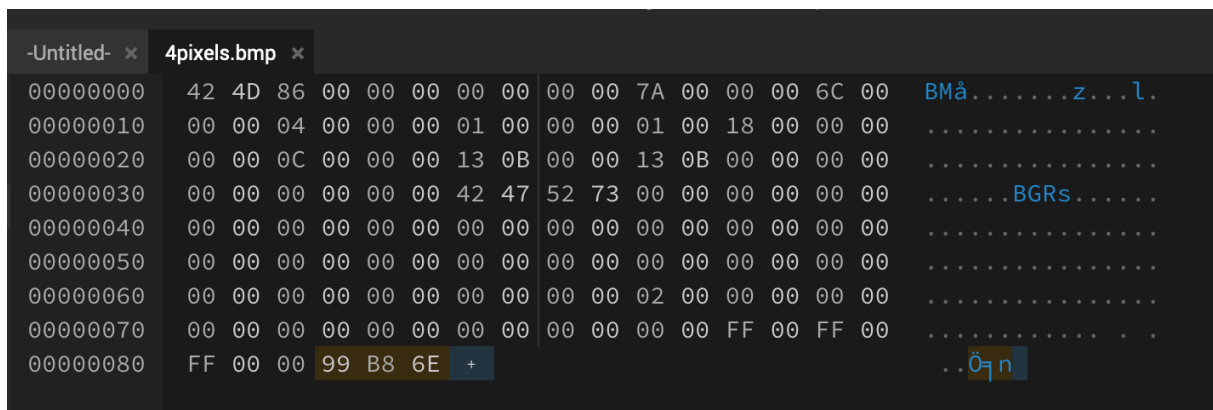 -Untitled- × 4pixels.bmp ×
00000000 42 4D 86 00 00 00 00 00 00 00 7A 00 00 00 6C 00 BMå.......z...l.
00000010 00 00 04 00 00 00 01 00 00 00 01 00 18 00 00 00 ................
00000020 00 00 0C 00 00 00 13 0B 00 00 13 0B 00 00 00 00 ................
00000030 00 00 00 00 00 00 42 47 52 73 00 00 00 00 00 00 ......BGRs......
00000040 00 00 00 00 00 00 00 00 00 00 00 00 00 00 00 00 ................
00000050 00 00 00 00 00 00 00 00 00 00 00 00 00 00 00 00 ................
00000060 00 00 00 00 00 00 00 00 00 00 02 00 00 00 00 00 ................
00000070 00 00 00 00 00 00 00 00 00 00 00 00 FF 00 FF 00 ............ . .
00000080 FF 00 00 99 B8 6E + ..Ö╕n